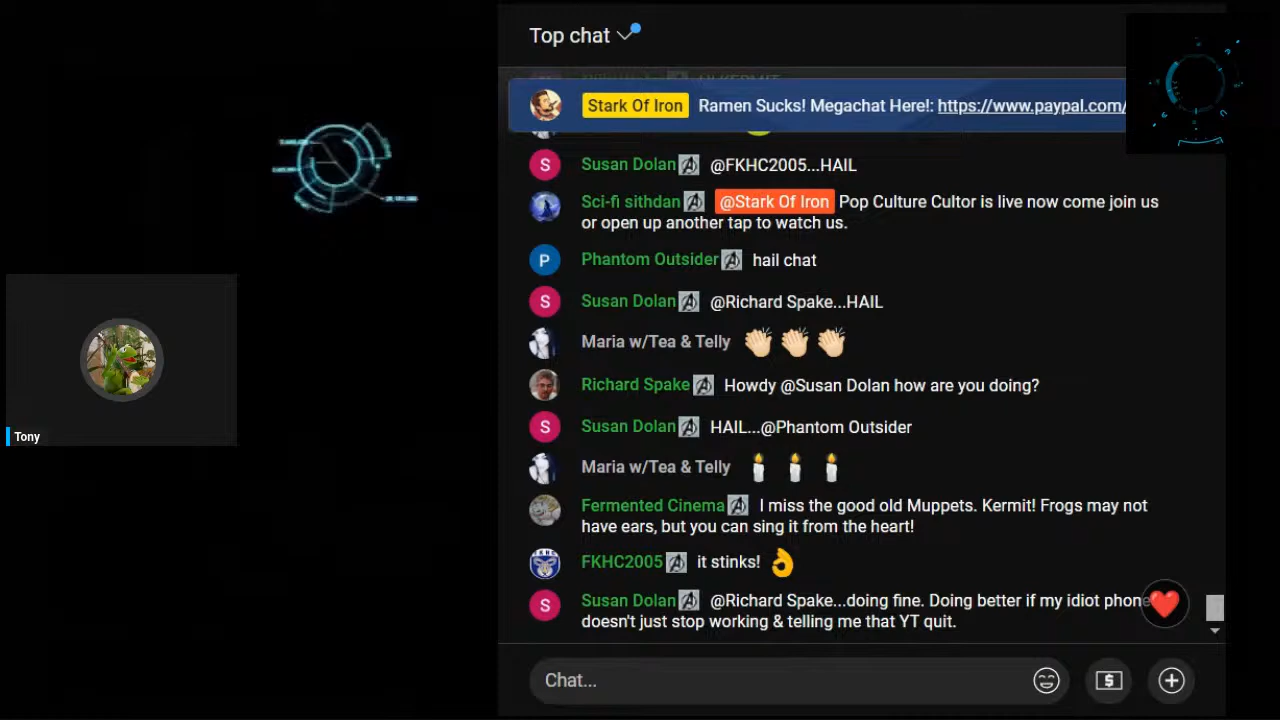 Top chat
Stark Of Iron Ramen Sucks! Megachat Here!: https://www.paypal.com/
Susan Dolan @FKHC2005...HAIL
Sci-fi sithdan @Stark Of Iron Pop Culture Cultor is live now come join us
or open up another tap to watch us.
Phantom Outsider hail chat
Susan Dolan @Richard Spake...HAIL
Maria w/Tea & Telly 👏🏻 👏🏻 👏🏻
Richard Spake Howdy @Susan Dolan how are you doing?
Susan Dolan HAIL...@Phantom Outsider
Maria w/Tea & Telly 🕯 🕯 🕯
Tony
Fermented Cinema I miss the good old Muppets. Kermit! Frogs may not
have ears, but you can sing it from the heart!
FKHC2005 it stinks! 👌
Susan Dolan @Richard Spake...doing fine. Doing better if my idiot phone
doesn't just stop working & telling me that YT quit.
Chat...